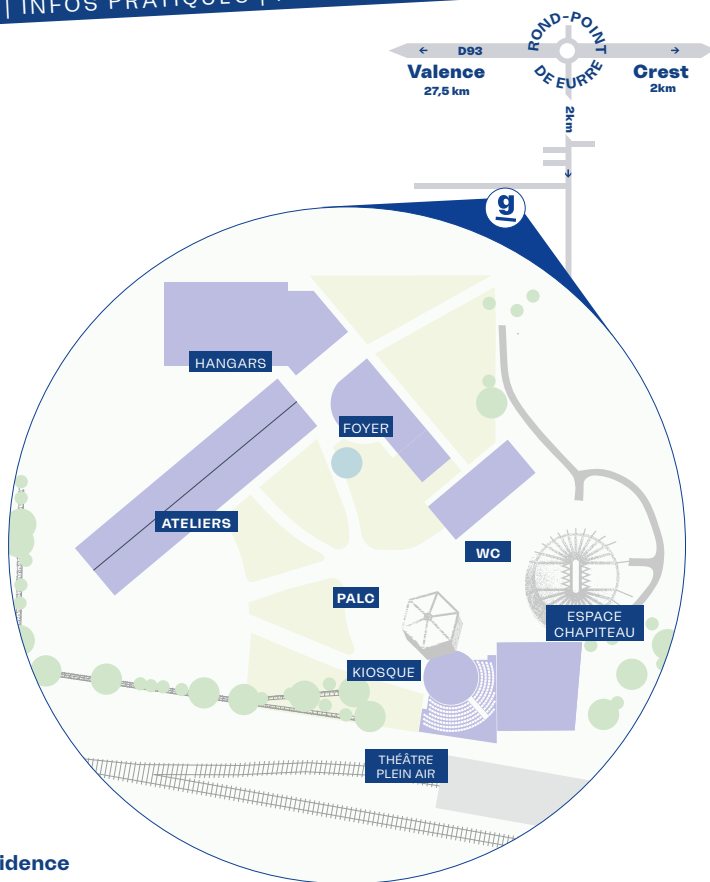 | INFOS PRATIQUES |
ROND-POINT
DE EURRE
← D93 →
Valence
27,5 km
Crest
2km
2km →
g
HANGARS
FOYER
ATELIERS
WC
PALC
ESPACE
CHAPITEAU
KIOSQUE
THÉÂTRE
PLEIN AIR
idence